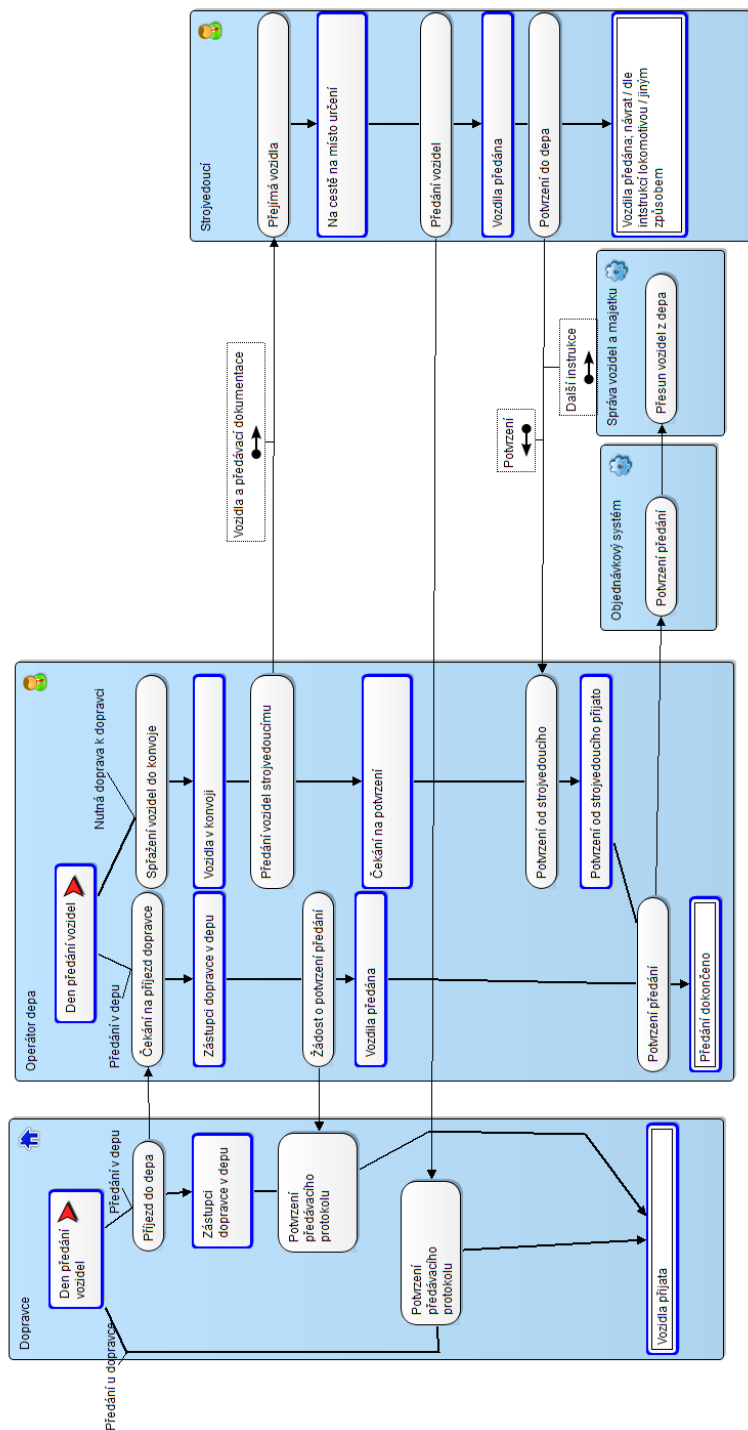 Dopravce
Den předání
vozidel
Předání v depu
Předání u dopravce
Příjezd do depa
Zástupci
dopravce v depu
Potvrzení
předávacího
protokolu
Potvrzení
předávacího
protokolu
Vozidla přijata
Operátor depa
Den předání vozidel
Předání v depu
Nutná doprava k dopravci
Čekání na příjezd dopravce
Spřažení vozidel do konvoje
Zástupci dopravce v depu
Vozidla v konvoji
Předání vozidel strojvedoucímu
Žádost o potvrzení předání
Vozdila předána
Čekání na potvrzení
Potvrzení od strojvedoucího
Potvrzení od strojvedoucího přijato
Potvrzení předání
Předání dokončeno
Vozidla a předávací dokumentace
Potvrzení
Další instrukce
Objednávkový systém
Potvrzení předání
Správa vozidel a majetku
Přesun vozidel z depa
Strojvedoucí
Přejímá vozidla
Na cestě na místo určení
Předání vozidel
Vozdila předána
Potvrzení do depa
Vozdila předána; návrat / dle
intstrukcí lokomotivou / jiným
způsobem